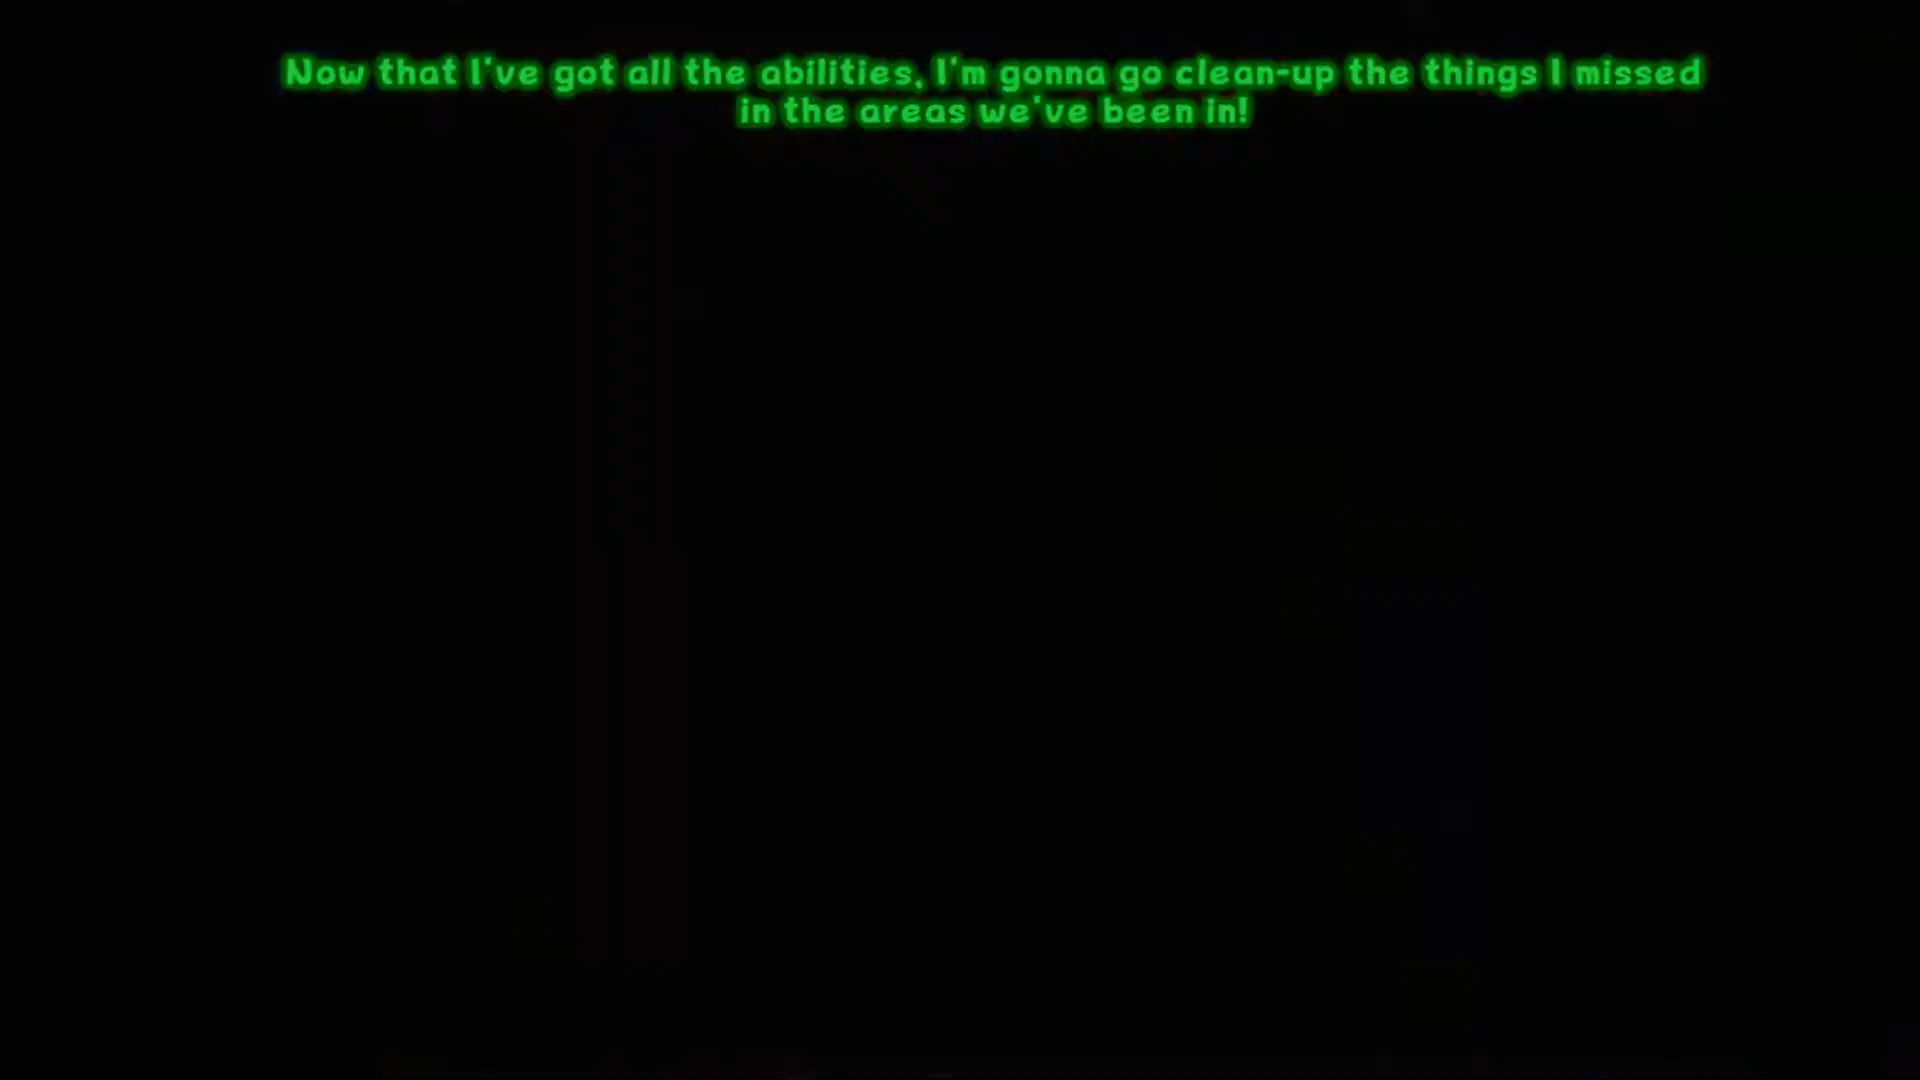 Now that I've got all the abilities, I'm gonna go clean-up the things I missed
in the areas we've been in!